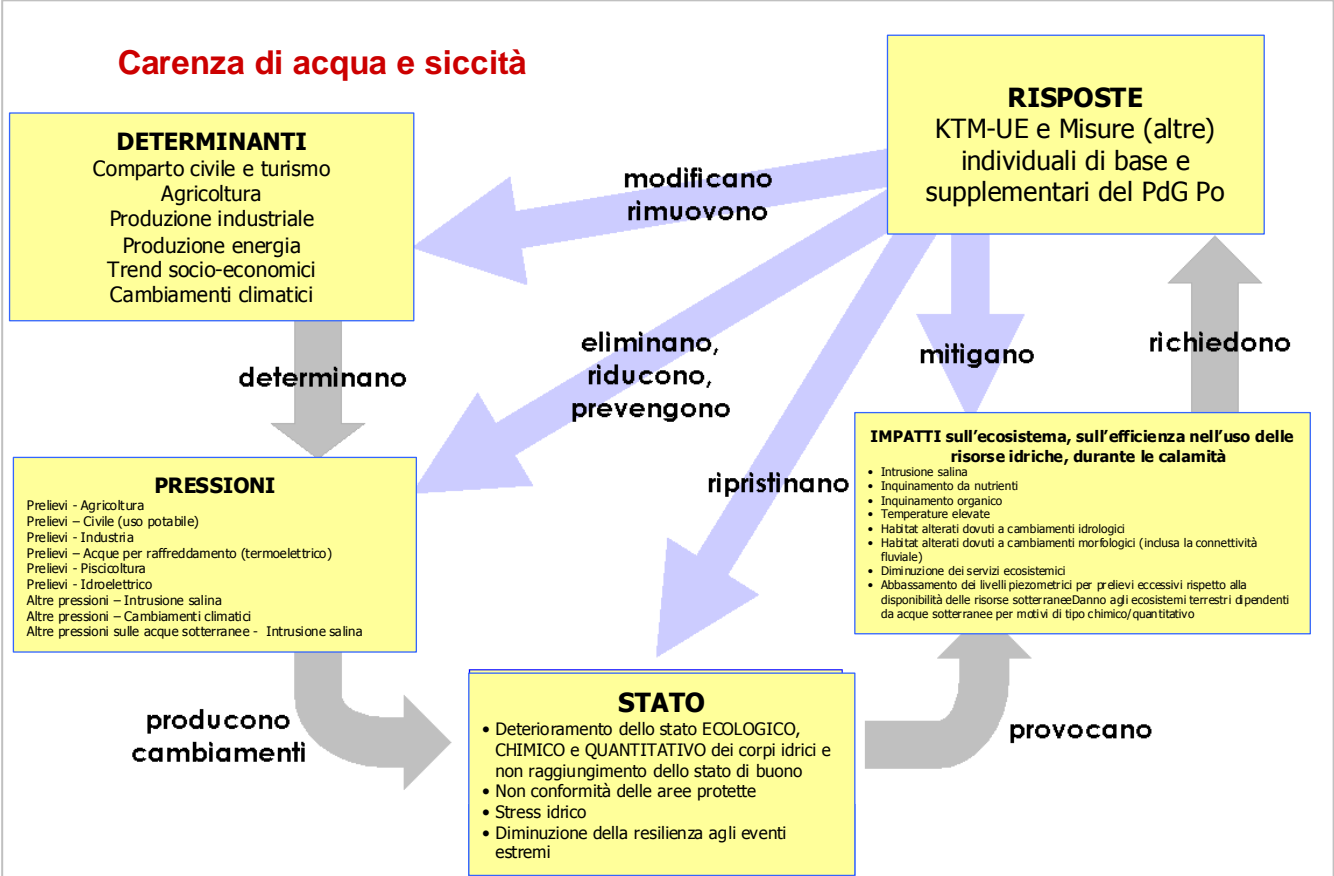 Carenza di acqua e siccità
DETERMINANTI
Comparto civile e turismo
Agricoltura
Produzione industriale
Produzione energia
Trend socio-economici
Cambiamenti climatici
RISPOSTE
KTM-UE e Misure (altre)
individuali di base e
supplementari del PdG Po
modificano
rimuovono
determinano
eliminano,
riducono,
prevengono
mitigano
richiedono
PRESSIONI
Prelievi - Agricoltura
Prelievi – Civile (uso potabile)
Prelievi - Industria
Prelievi – Acque per raffreddamento (termoelettrico)
Prelievi - Piscicoltura
Prelievi - Idroelettrico
Altre pressioni – Intrusione salina
Altre pressioni – Cambiamenti climatici
Altre pressioni sulle acque sotterranee - Intrusione salina
ripristinano
IMPATTI sull'ecosistema, sull'efficienza nell'uso delle
risorse idriche, durante le calamità
• Intrusione salina
• Inquinamento da nutrienti
• Inquinamento organico
• Temperature elevate
• Habitat alterati dovuti a cambiamenti idrologici
• Habitat alterati dovuti a cambiamenti morfologici (inclusa la connettività
fluviale)
• Diminuzione dei servizi ecosistemici
• Abbassamento dei livelli piezometrici per prelievi eccessivi rispetto alla
disponibilità delle risorse sotterraneeDanno agli ecosistemi terrestri dipendenti
da acque sotterranee per motivi di tipo chimico/quantitativo
producono
cambiamenti
STATO
• Deterioramento dello stato ECOLOGICO,
CHIMICO e QUANTITATIVO dei corpi idrici e
non raggiungimento dello stato di buono
• Non conformità delle aree protette
• Stress idrico
• Diminuzione della resilienza agli eventi
estremi
provocano